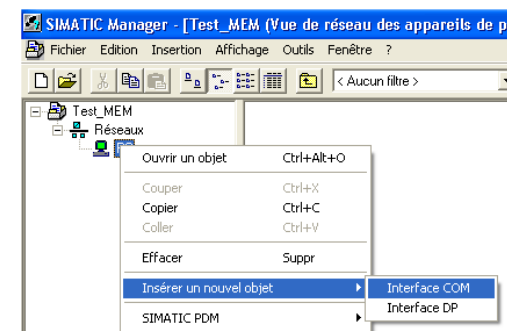 SIMATIC Manager - [Test_MEM (Vue de réseau des appareils de p
Fichier Edition Insertion Affichage Outils Fenêtre ?
< Aucun filtre >
Test_MEM
Réseaux
Ouvrir un objet Ctrl+Alt+O
Couper Ctrl+X
Copier Ctrl+C
Coller Ctrl+V
Effacer Suppr
Insérer un nouvel objet
Interface COM
Interface DP
SIMATIC PDM